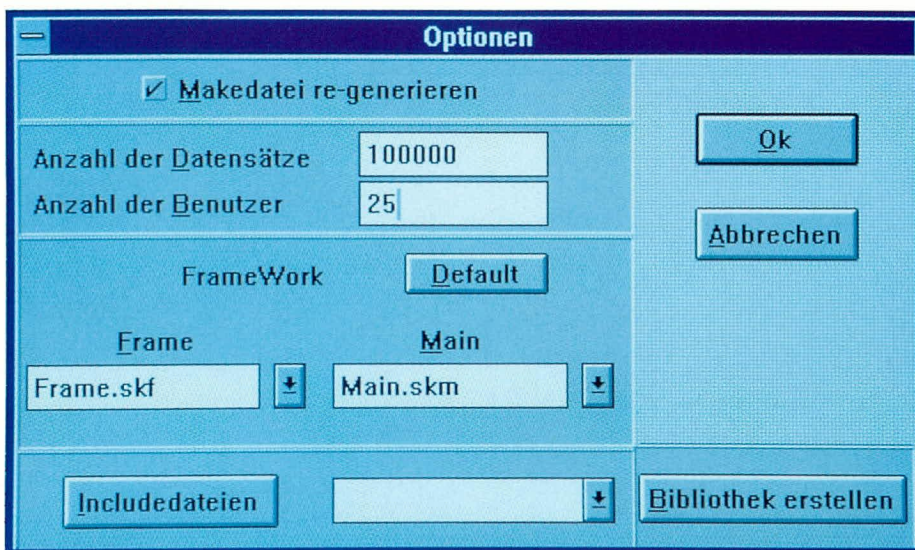 Optionen
Makedatei re-generieren
Anzahl der Datensätze 100000
Anzahl der Benutzer 25
FrameWork Default
Frame Main
Frame.skf Main.skm
Ok
Abbrechen
Includedateien
Bibliothek erstellen